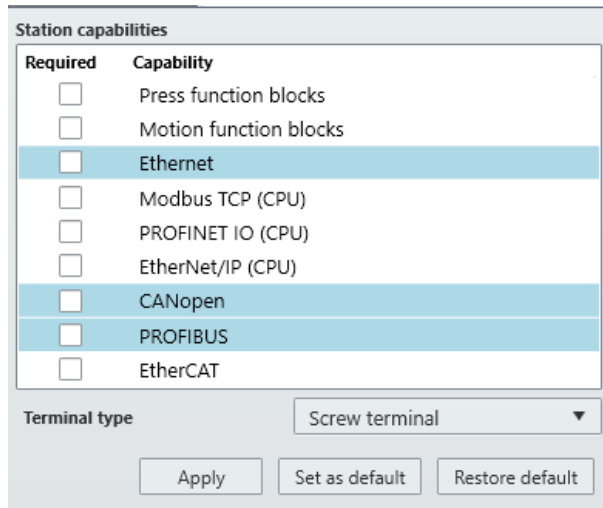 Station capabilities
Required Capability
Press function blocks
Motion function blocks
Ethernet
Modbus TCP (CPU)
PROFINET IO (CPU)
EtherNet/IP (CPU)
CANopen
PROFIBUS
EtherCAT
Terminal type Screw terminal
Apply Set as default Restore default